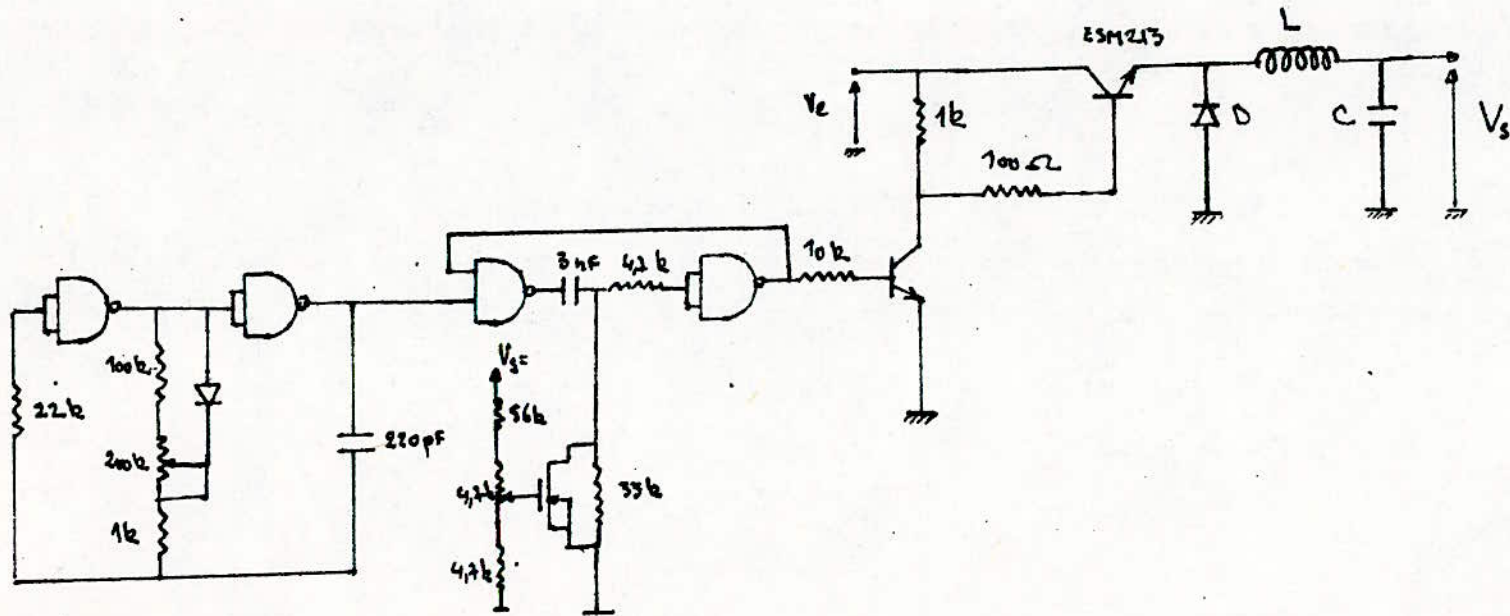 ESM213
L
Ve
1k
D
C
Vs
100Ω
3nF
4,7k
10k
Vs=
100k
22k
56k
200k
220pF
4,7k
33k
1k
4,7k